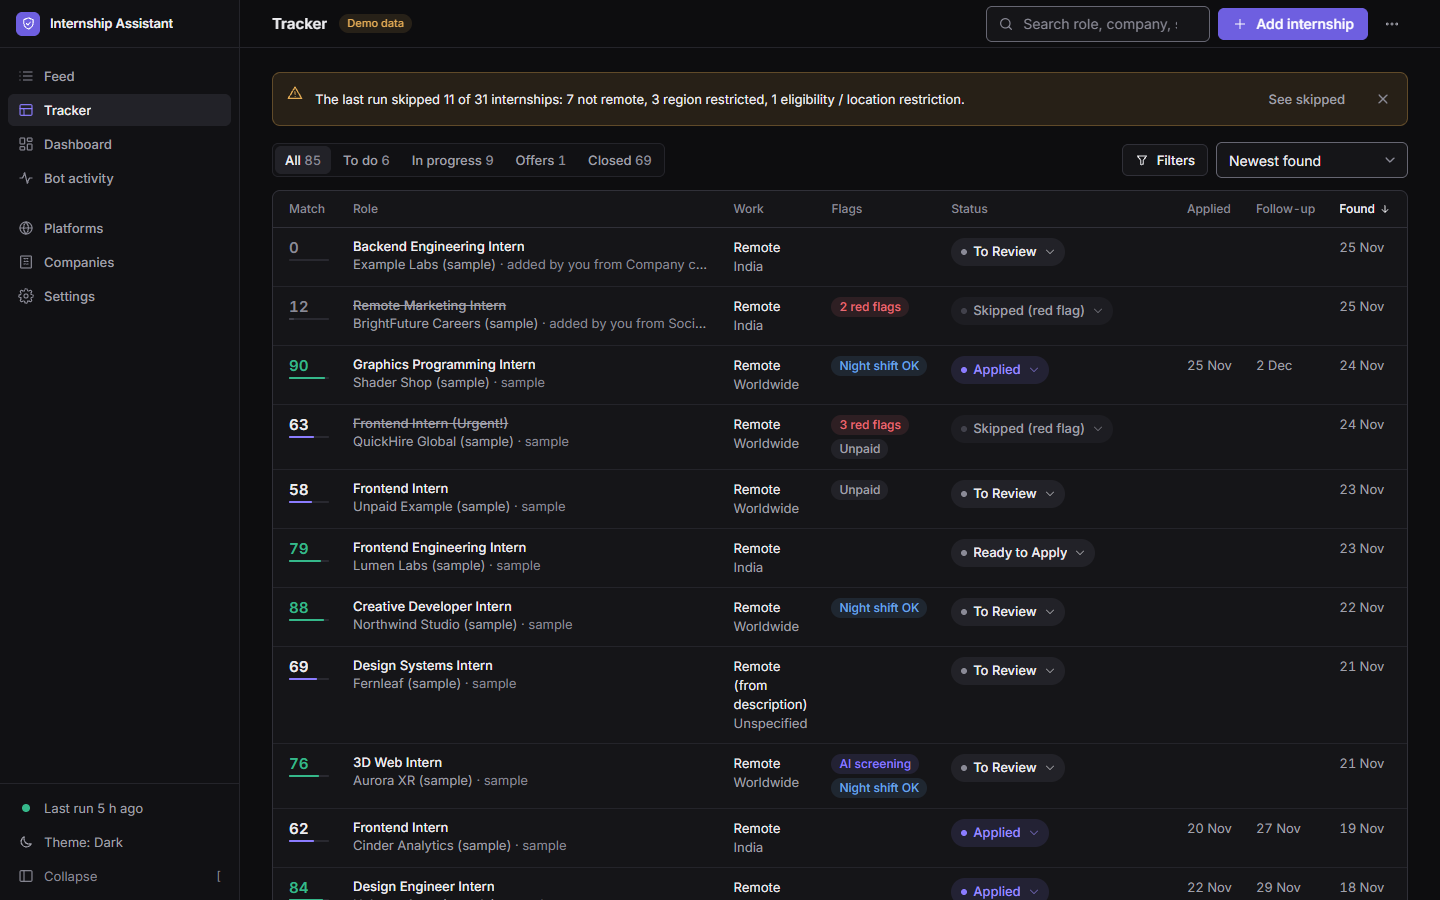 Internship Assistant
Tracker
Demo data
Search role, company, s
Add internship
Feed
Tracker
Dashboard
Bot activity
Platforms
Companies
Settings
Last run 5 h ago
Theme: Dark
Collapse [
The last run skipped 11 of 31 internships: 7 not remote, 3 region restricted, 1 eligibility / location restriction.
See skipped
All 85 To do 6 In progress 9 Offers 1 Closed 69
Filters
Newest found
Match Role Work Flags Status Applied Follow-up Found ↓
0 Backend Engineering Intern Remote To Review 25 Nov
Example Labs (sample) · added by you from Company c… India
12 Remote Marketing Intern Remote 2 red flags Skipped (red flag) 25 Nov
BrightFuture Careers (sample) · added by you from Soci… India
90 Graphics Programming Intern Remote Night shift OK Applied 25 Nov 2 Dec 24 Nov
Shader Shop (sample) · sample Worldwide
63 Frontend Intern (Urgent!) Remote 3 red flags Skipped (red flag) 24 Nov
QuickHire Global (sample) · sample Worldwide Unpaid
58 Frontend Intern Remote Unpaid To Review 23 Nov
Unpaid Example (sample) · sample Worldwide
79 Frontend Engineering Intern Remote Ready to Apply 23 Nov
Lumen Labs (sample) · sample India
88 Creative Developer Intern Remote Night shift OK To Review 22 Nov
Northwind Studio (sample) · sample Worldwide
69 Design Systems Intern Remote To Review 21 Nov
Fernleaf (sample) · sample (from
description)
Unspecified
76 3D Web Intern Remote AI screening To Review 21 Nov
Aurora XR (sample) · sample Worldwide Night shift OK
62 Frontend Intern Remote Applied 20 Nov 27 Nov 19 Nov
Cinder Analytics (sample) · sample India
84 Design Engineer Intern Remote Applied 22 Nov 29 Nov 18 Nov